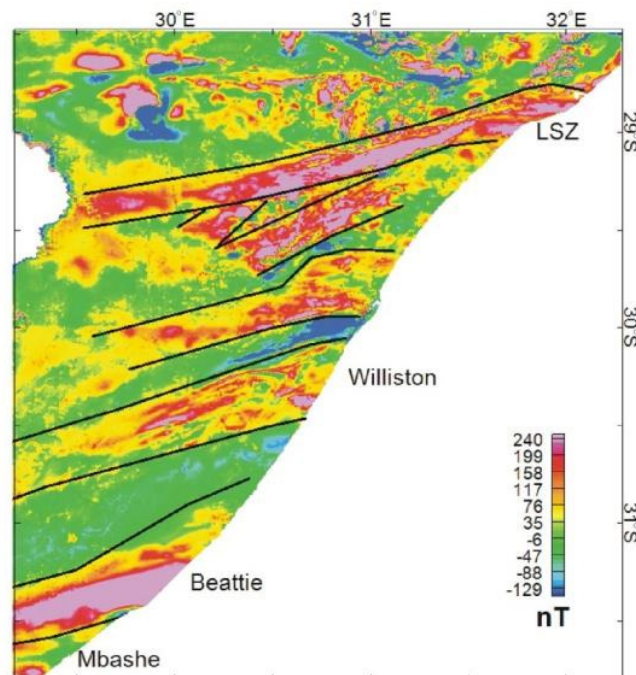 30°E
31°E
32°E
LSZ
29°S
30°S
Williston
240
199
158
117
76
35
-6
-47
-88
-129
nT
31°S
Beattie
Mbashe